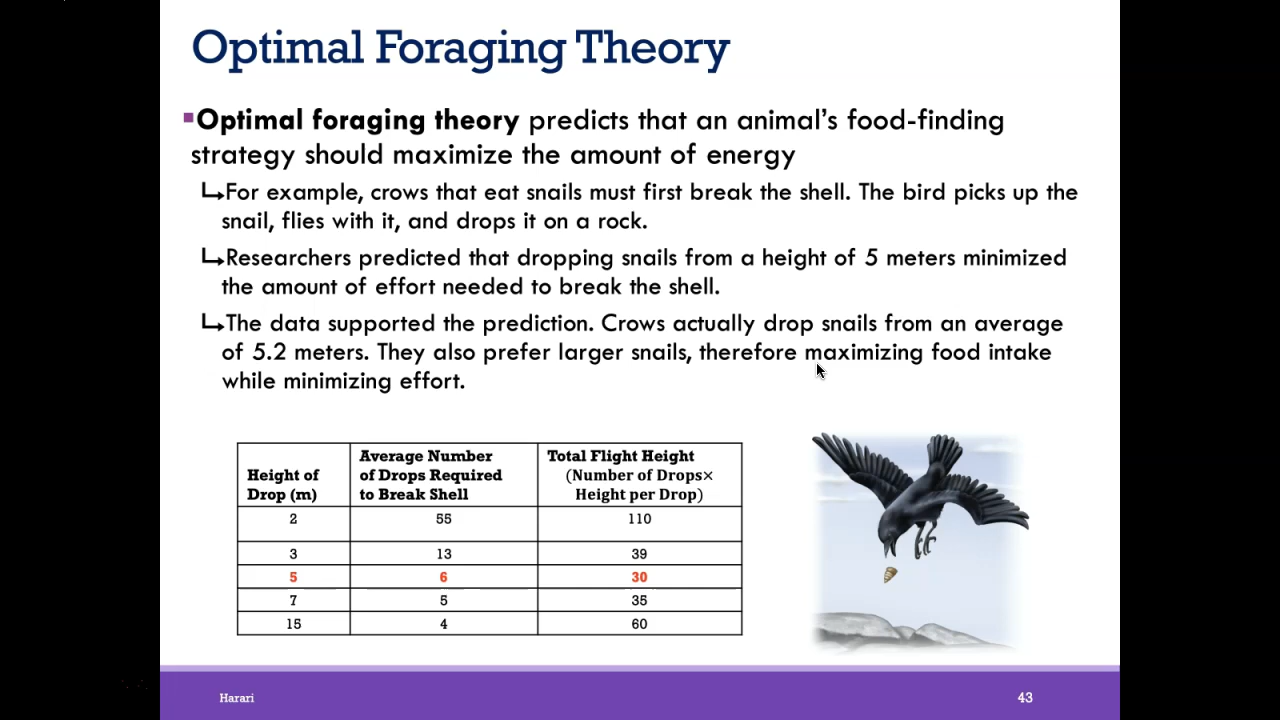 Optimal Foraging Theory
▪Optimal foraging theory predicts that an animal's food-finding
strategy should maximize the amount of energy
↳For example, crows that eat snails must first break the shell. The bird picks up the
snail, flies with it, and drops it on a rock.
↳Researchers predicted that dropping snails from a height of 5 meters minimized
the amount of effort needed to break the shell.
↳The data supported the prediction. Crows actually drop snails from an average
of 5.2 meters. They also prefer larger snails, therefore maximizing food intake
while minimizing effort.
Height of
Drop (m)
Average Number
of Drops Required
to Break Shell
Total Flight Height
(Number of Drops×
Height per Drop)
2 55 110
3 13 39
5 6 30
7 5 35
15 4 60
Harari
43